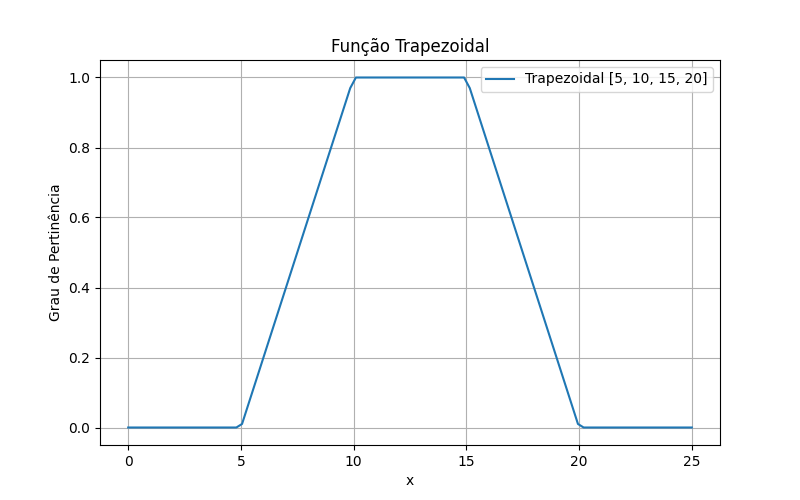 Função Trapezoidal
Trapezoidal [5, 10, 15, 20]
Grau de Pertinência
1.0
0.8
0.6
0.4
0.2
0.0
0 5 10 15 20 25
x